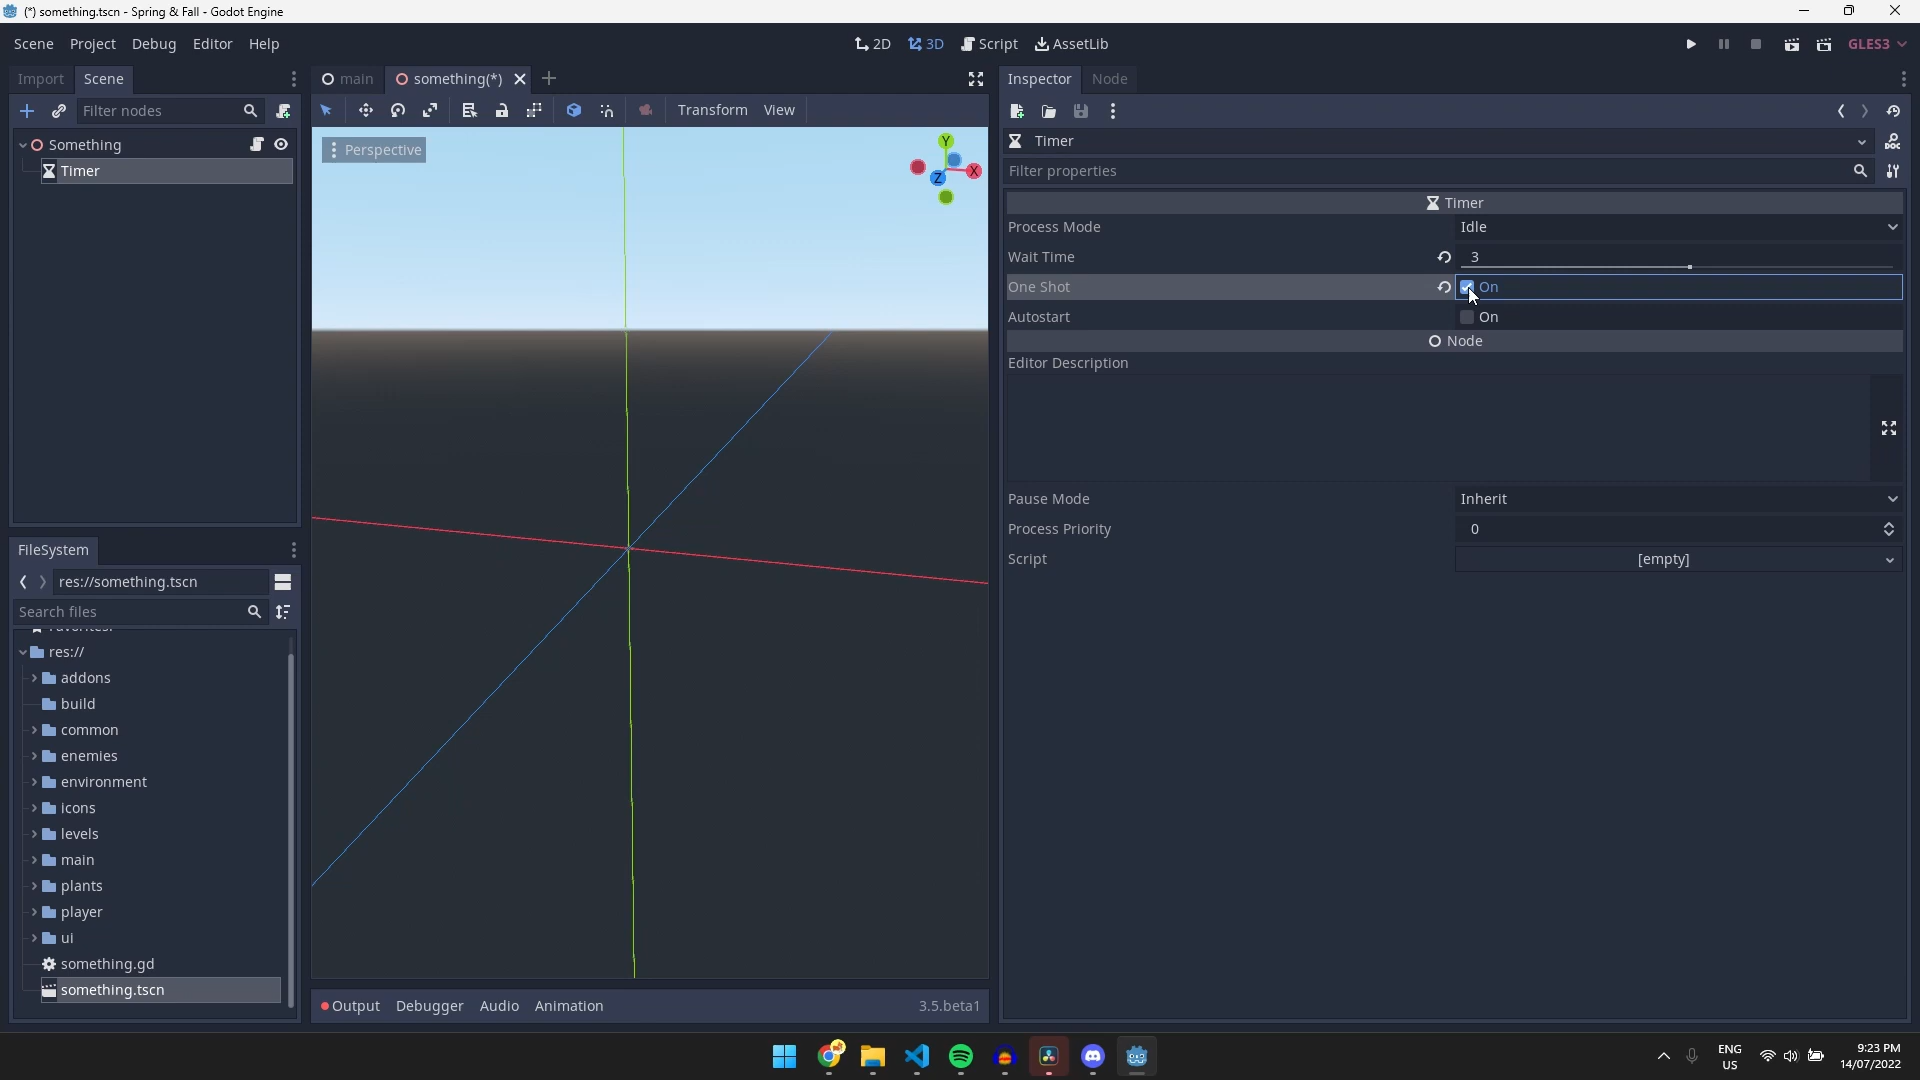 (*) something.tscn - Spring & Fall - Godot Engine
Scene Project Debug Editor Help
2D 3D Script AssetLib
GLES3
Import Scene
main something(*)
Inspector Node
Filter nodes
Transform View
Something
Timer
Perspective
Y
X
Z
Timer
DOC
Filter properties
Timer
Process Mode Idle
Wait Time 3
One Shot On
Autostart On
Node
Editor Description
Pause Mode Inherit
Process Priority 0
Script [empty]
FileSystem
res://something.tscn
Search files
Favorites:
res://
addons
build
common
enemies
environment
icons
levels
main
plants
player
ui
something.gd
something.tscn
Output Debugger Audio Animation 3.5.beta1
ENG
US
9:23 PM
14/07/2022